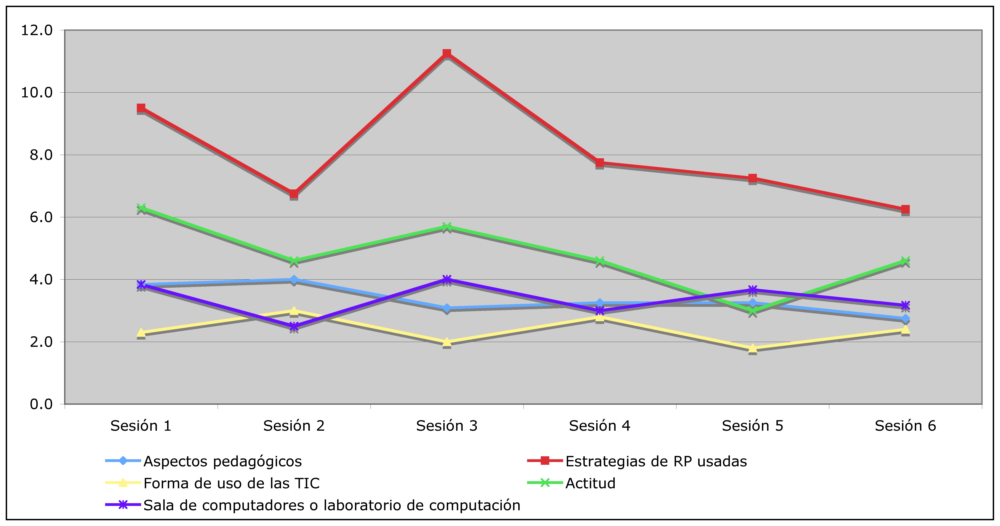 12.0
10.0
8.0
6.0
4.0
2.0
0.0
Sesión 1 Sesión 2 Sesión 3 Sesión 4 Sesión 5 Sesión 6
Aspectos pedagógicos Estrategias de RP usadas
Forma de uso de las TIC Actitud
Sala de computadores o laboratorio de computación